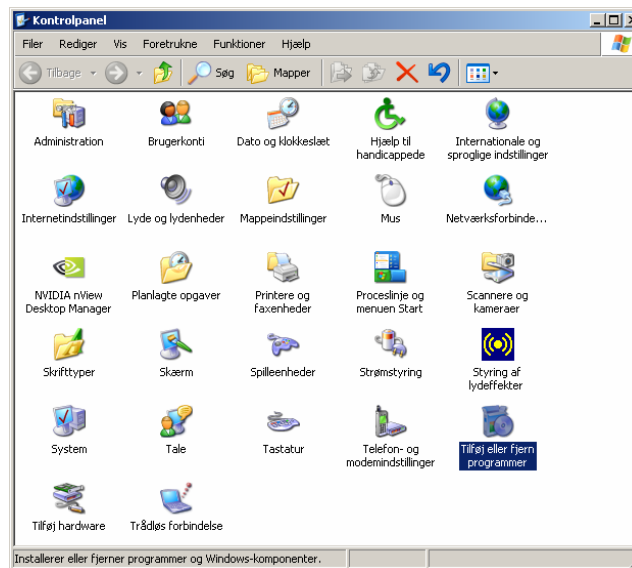 Kontrolpanel
Filer Rediger Vis Foretrukne Funktioner Hjælp
Tilbage Søg Mapper
Administration
Brugerkonti
Dato og klokkeslæt
Hjælp til
handicappede
Internationale og
sproglige indstillinger
Internetindstillinger
Lyde og lydenheder
Mappeindstillinger
Mus
Netværksforbinde...
NVIDIA nView
Desktop Manager
Planlagte opgaver
Printere og
faxenheder
Proceslinje og
menuen Start
Scannere og
kameraer
Skrifttyper
Skærm
Spilleenheder
Strømstyring
Styring af
lydeffekter
System
Tale
Tastatur
Telefon- og
modemindstillinger
Tilføj eller fjern
programmer
Tilføj hardware
Trådløs forbindelse
Installerer eller fjerner programmer og Windows-komponenter.